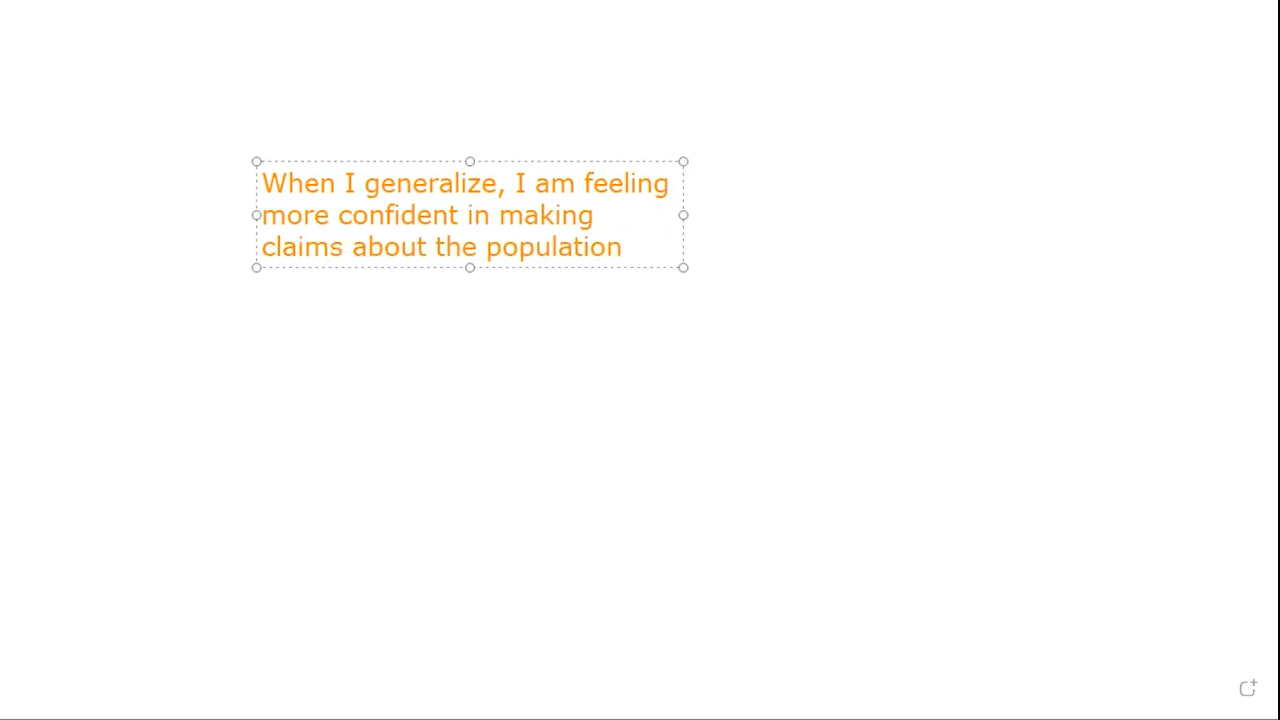 When I generalize, I am feeling
more confident in making
claims about the population